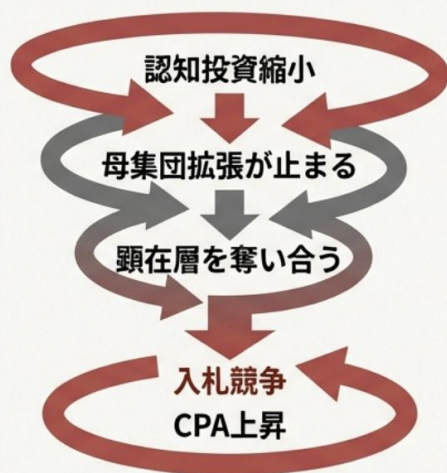 認知投資縮小
母集団拡張が止まる
顕在層を奪い合う
入札競争
CPA上昇